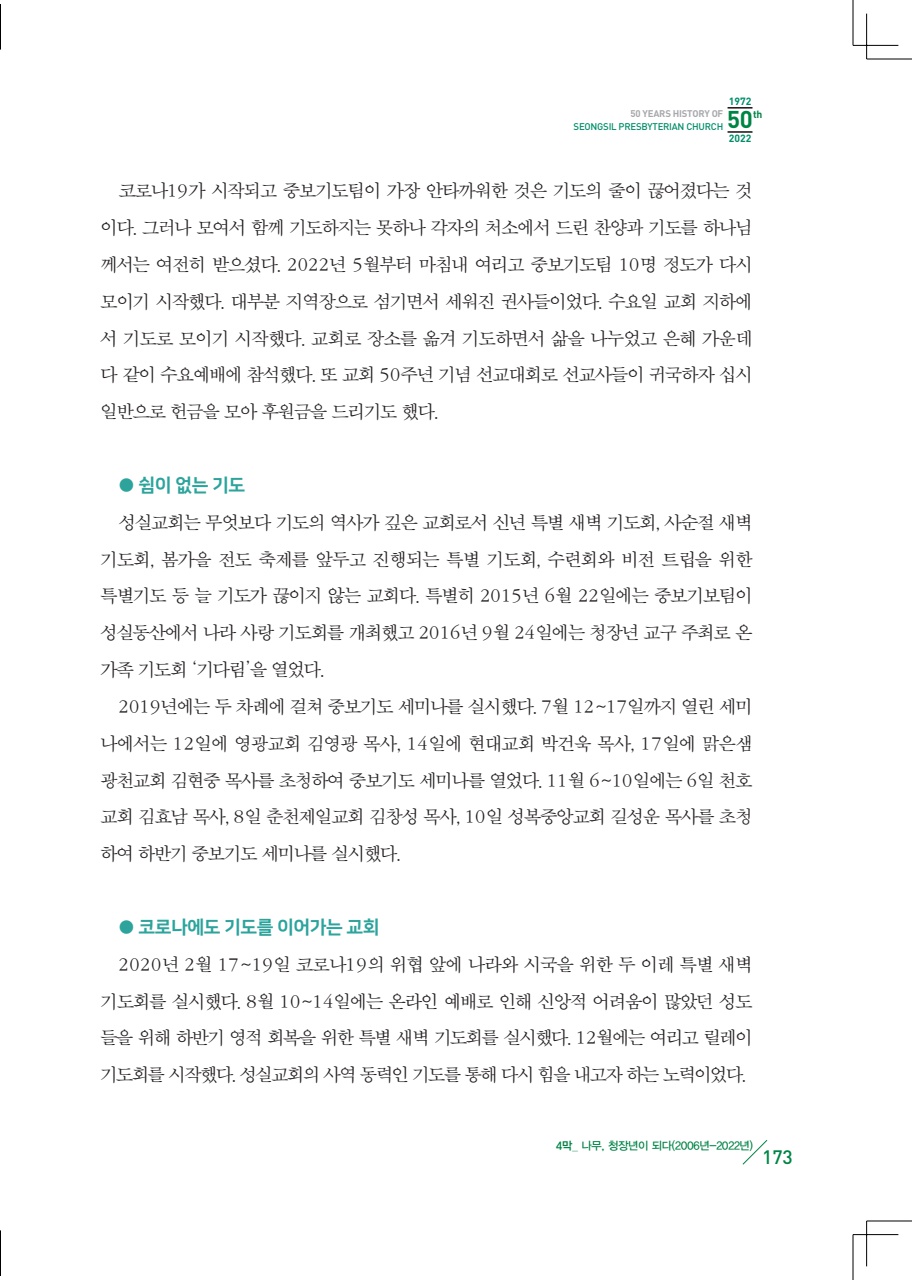 1972
50 YEARS HISTORY OF
SEONGSIL PRESBYTERIAN CHURCH
50th
2022
코로나19가 시작되고 중보기도팀이 가장 안타까워한 것은 기도의 줄이 끊어졌다는 것
이다. 그러나 모여서 함께 기도하지는 못하나 각자의 처소에서 드린 찬양과 기도를 하나님
께서는 여전히 받으셨다. 2022년 5월부터 마침내 여리고 중보기도팀 10명 정도가 다시
모이기 시작했다. 대부분 지역장으로 섬기면서 세워진 권사들이었다. 수요일 교회 지하에
서 기도로 모이기 시작했다. 교회로 장소를 옮겨 기도하면서 삶을 나누었고 은혜 가운데
다 같이 수요예배에 참석했다. 또 교회 50주년 기념 선교대회로 선교사들이 귀국하자 십시
일반으로 헌금을 모아 후원금을 드리기도 했다.
● 쉼이 없는 기도
성실교회는 무엇보다 기도의 역사가 깊은 교회로서 신년 특별 새벽 기도회, 사순절 새벽
기도회, 봄가을 전도 축제를 앞두고 진행되는 특별 기도회, 수련회와 비전 트립을 위한
특별기도 등 늘 기도가 끊이지 않는 교회다. 특별히 2015년 6월 22일에는 중보기보팀이
성실동산에서 나라 사랑 기도회를 개최했고 2016년 9월 24일에는 청장년 교구 주최로 온
가족 기도회 ‘기다림’을 열었다.
2019년에는 두 차례에 걸쳐 중보기도 세미나를 실시했다. 7월 12~17일까지 열린 세미
나에서는 12일에 영광교회 김영광 목사, 14일에 현대교회 박건욱 목사, 17일에 맑은샘
광천교회 김현중 목사를 초청하여 중보기도 세미나를 열었다. 11월 6~10일에는 6일 천호
교회 김효남 목사, 8일 춘천제일교회 김창성 목사, 10일 성복중앙교회 길성운 목사를 초청
하여 하반기 중보기도 세미나를 실시했다.
● 코로나에도 기도를 이어가는 교회
2020년 2월 17~19일 코로나19의 위협 앞에 나라와 시국을 위한 두 이레 특별 새벽
기도회를 실시했다. 8월 10~14일에는 온라인 예배로 인해 신앙적 어려움이 많았던 성도
들을 위해 하반기 영적 회복을 위한 특별 새벽 기도회를 실시했다. 12월에는 여리고 릴레이
기도회를 시작했다. 성실교회의 사역 동력인 기도를 통해 다시 힘을 내고자 하는 노력이었다.
4막_ 나무, 청장년이 되다(2006년-2022년)
173